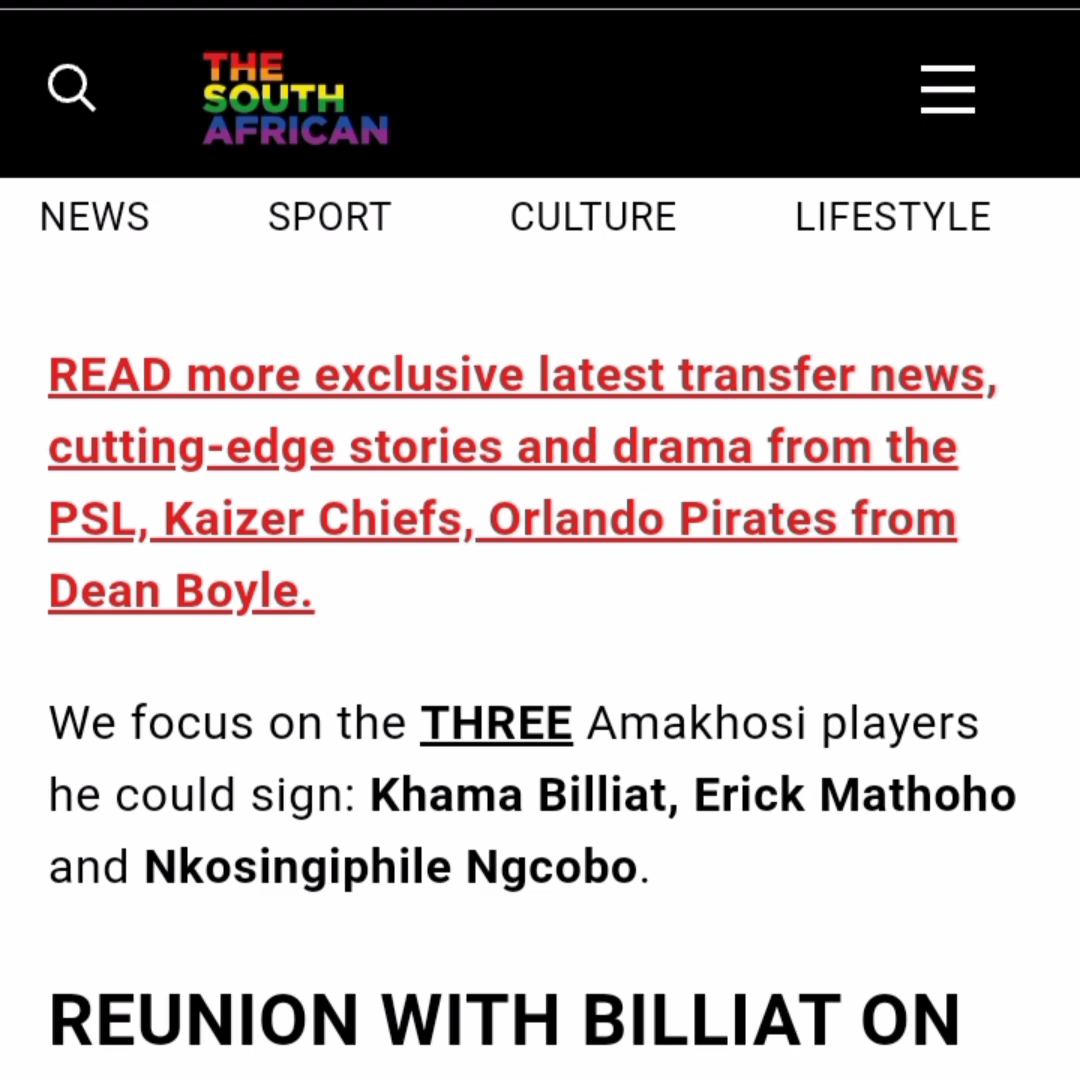 THE
SOUTH
AFRICAN
NEWS SPORT CULTURE LIFESTYLE
READ more exclusive latest transfer news,
cutting-edge stories and drama from the
PSL, Kaizer Chiefs, Orlando Pirates from
Dean Boyle.
We focus on the THREE Amakhosi players
he could sign: Khama Billiat, Erick Mathoho
and Nkosingiphile Ngcobo.
REUNION WITH BILLIAT ON